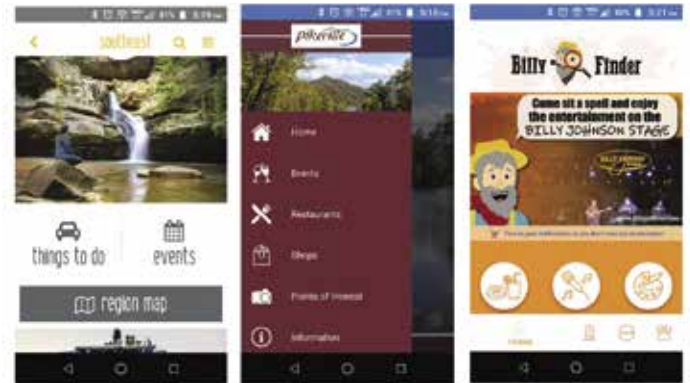 southeast
things to do
events
region map
pikeville
Home
Events
Restaurants
Shops
Points of Interest
Information
Billy Finder
Come sit a spell and enjoy
the entertainment on the
BILLY JOHNSON STAGE